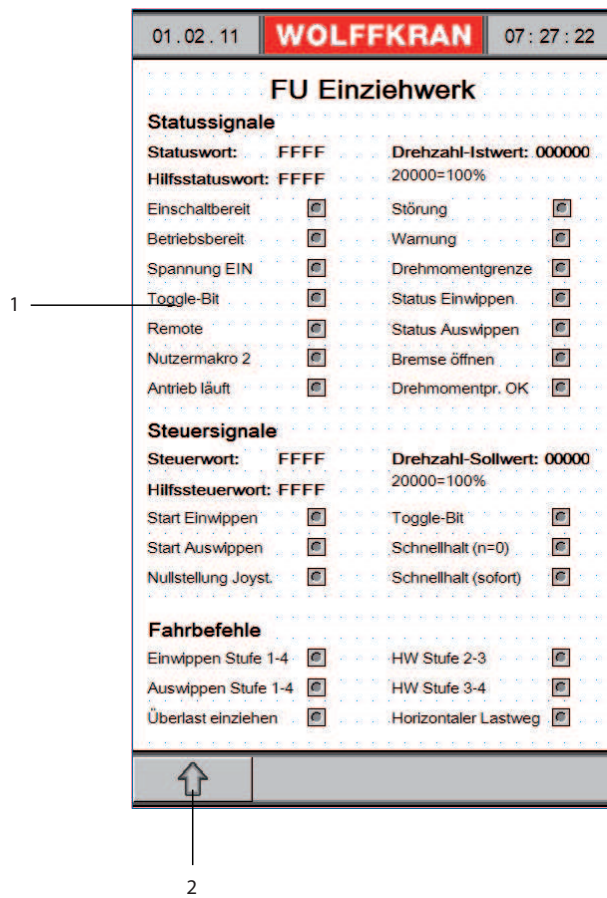 01.02.11 WOLFFKRAN 07:27:22
FU Einziehwerk
Statussignale
Statuswort: FFFF Drehzahl-Istwert: 000000
Hilfsstatuswort: FFFF 20000=100%
Einschaltbereit Störung
Betriebsbereit Warnung
Spannung EIN Drehmomentgrenze
1 Toggle-Bit Status Einwippen
Remote Status Auswippen
Nutzermakro 2 Bremse öffnen
Antrieb läuft Drehmomentpr. OK
Steuersignale
Steuerwort: FFFF Drehzahl-Sollwert: 00000
Hilfssteuerwort: FFFF 20000=100%
Start Einwippen Toggle-Bit
Start Auswippen Schnellhalt (n=0)
Nullstellung Joyst. Schnellhalt (sofort)
Fahrbefehle
Einwippen Stufe 1-4 HW Stufe 2-3
Auswippen Stufe 1-4 HW Stufe 3-4
Überlast einziehen Horizontaler Lastweg
2